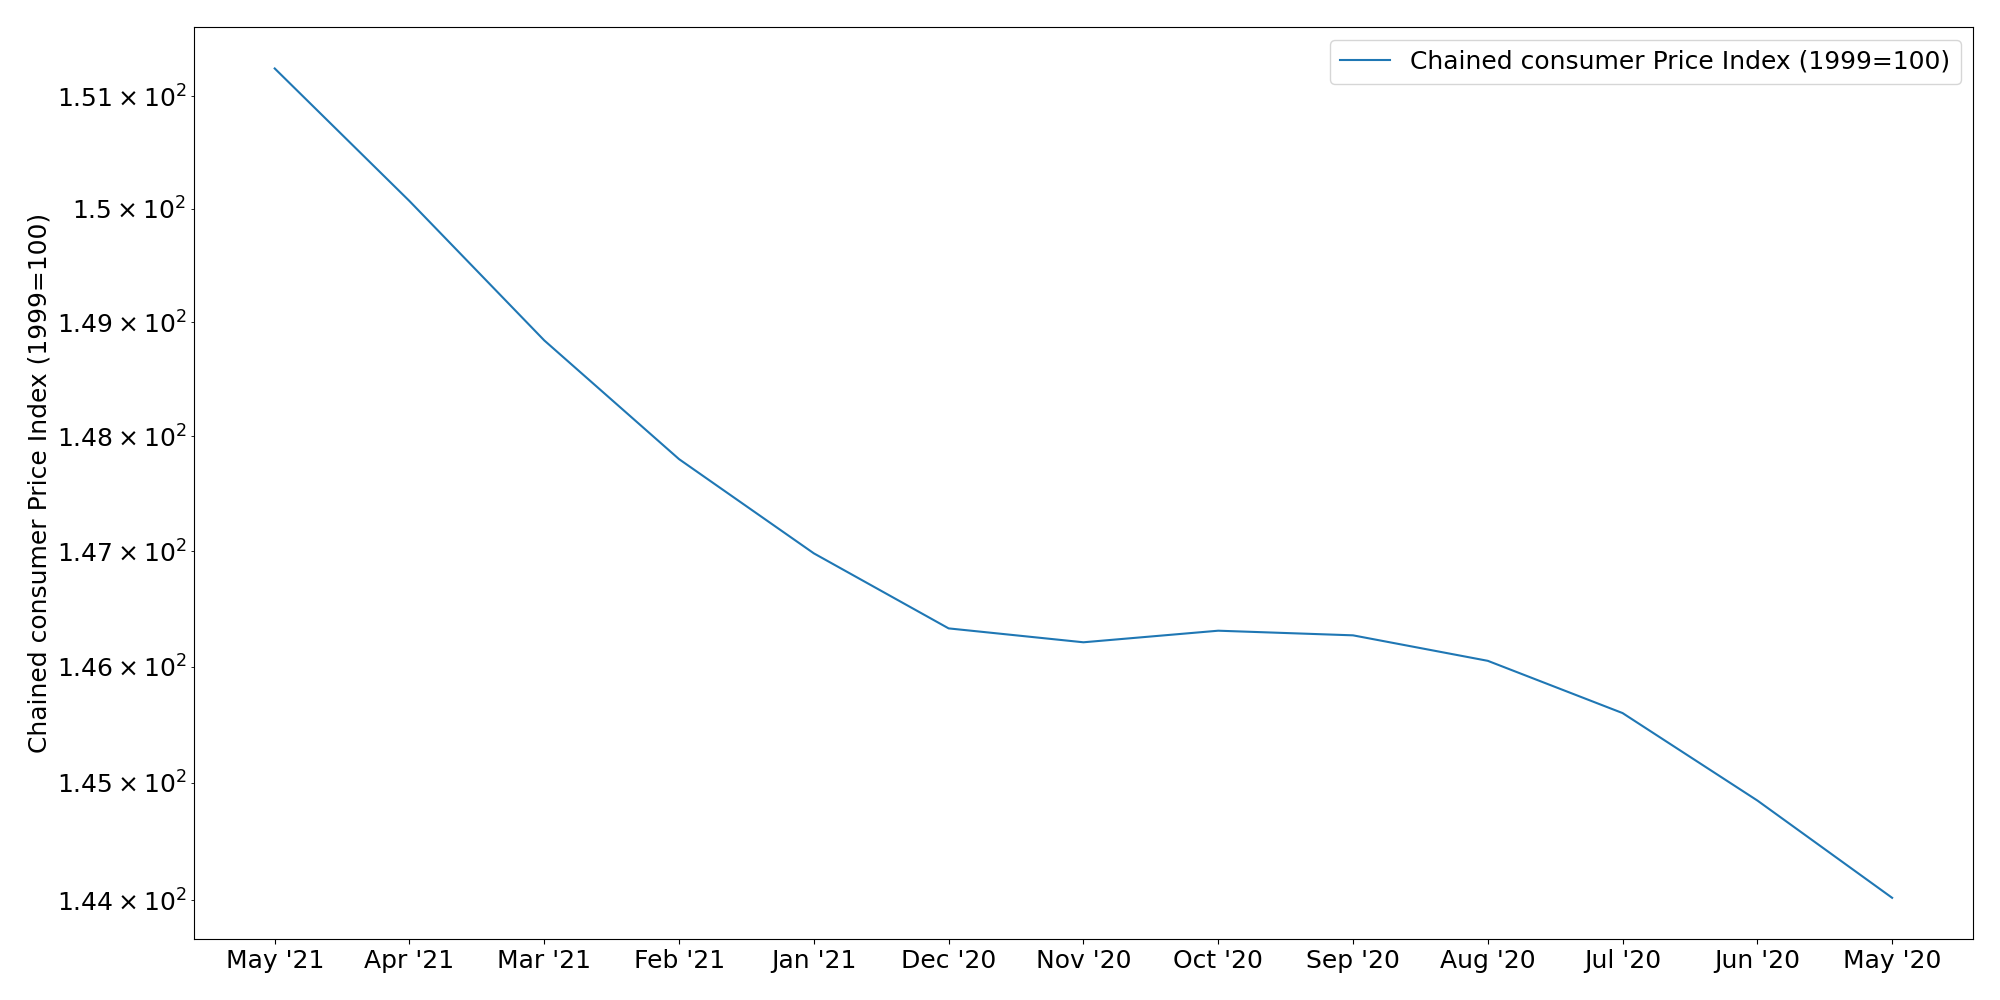 Chained consumer Price Index (1999=100)
Chained consumer Price Index (1999=100)
1.51 × 10²
1.5 × 10²
1.49 × 10²
1.48 × 10²
1.47 × 10²
1.46 × 10²
1.45 × 10²
1.44 × 10²
May '21 Apr '21 Mar '21 Feb '21 Jan '21 Dec '20 Nov '20 Oct '20 Sep '20 Aug '20 Jul '20 Jun '20 May '20